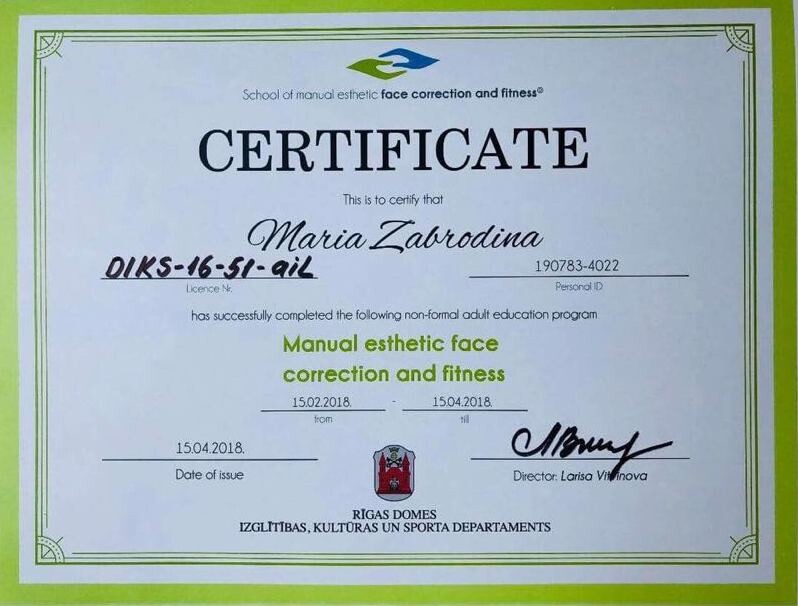 School of manual esthetic face correction and fitness®
CERTIFICATE
This is to certify that
Maria Zabrodina
DIKS-16-51-ail 190783-4022
Licence Nr. Personal ID
has successfully completed the following non-formal adult education program
Manual esthetic face
correction and fitness
15.02.2018. - 15.04.2018.
from till
15.04.2018.
Date of issue Director: Larisa
RĪGAS DOMES
IZGLĪTĪBAS, KULTŪRAS UN SPORTA DEPARTAMENTS